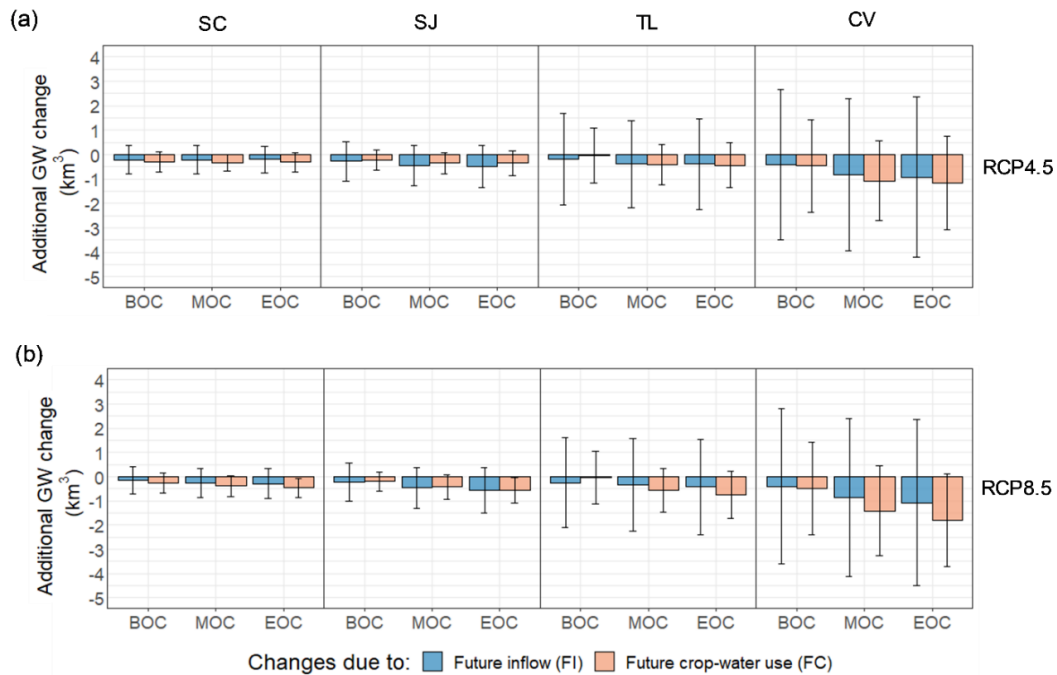 (a)
SC SJ TL CV
Additional GW change
(km³)
4
3
2
1
0
-1
-2
-3
-4
-5
RCP4.5
BOC MOC EOC BOC MOC EOC BOC MOC EOC BOC MOC EOC
(b)
Additional GW change
(km³)
4
3
2
1
0
-1
-2
-3
-4
-5
RCP8.5
BOC MOC EOC BOC MOC EOC BOC MOC EOC BOC MOC EOC
Changes due to: Future inflow (FI) Future crop-water use (FC)